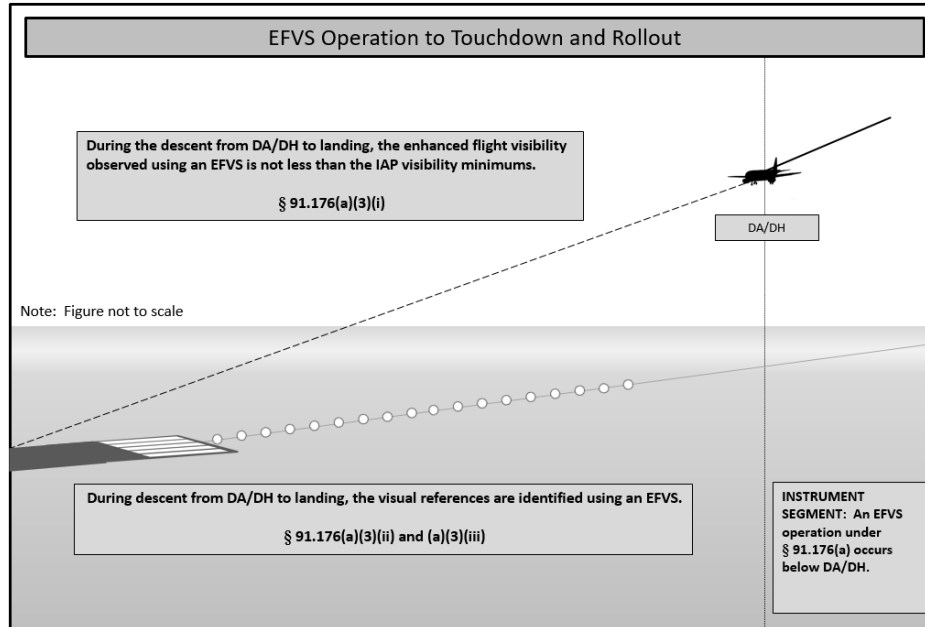 EFVS Operation to Touchdown and Rollout
During the descent from DA/DH to landing, the enhanced flight visibility
observed using an EFVS is not less than the IAP visibility minimums.
§ 91.176(a)(3)(i)
DA/DH
Note:  Figure not to scale
During descent from DA/DH to landing, the visual references are identified using an EFVS.
§ 91.176(a)(3)(ii) and (a)(3)(iii)
INSTRUMENT
SEGMENT:  An EFVS
operation under
§ 91.176(a) occurs
below DA/DH.